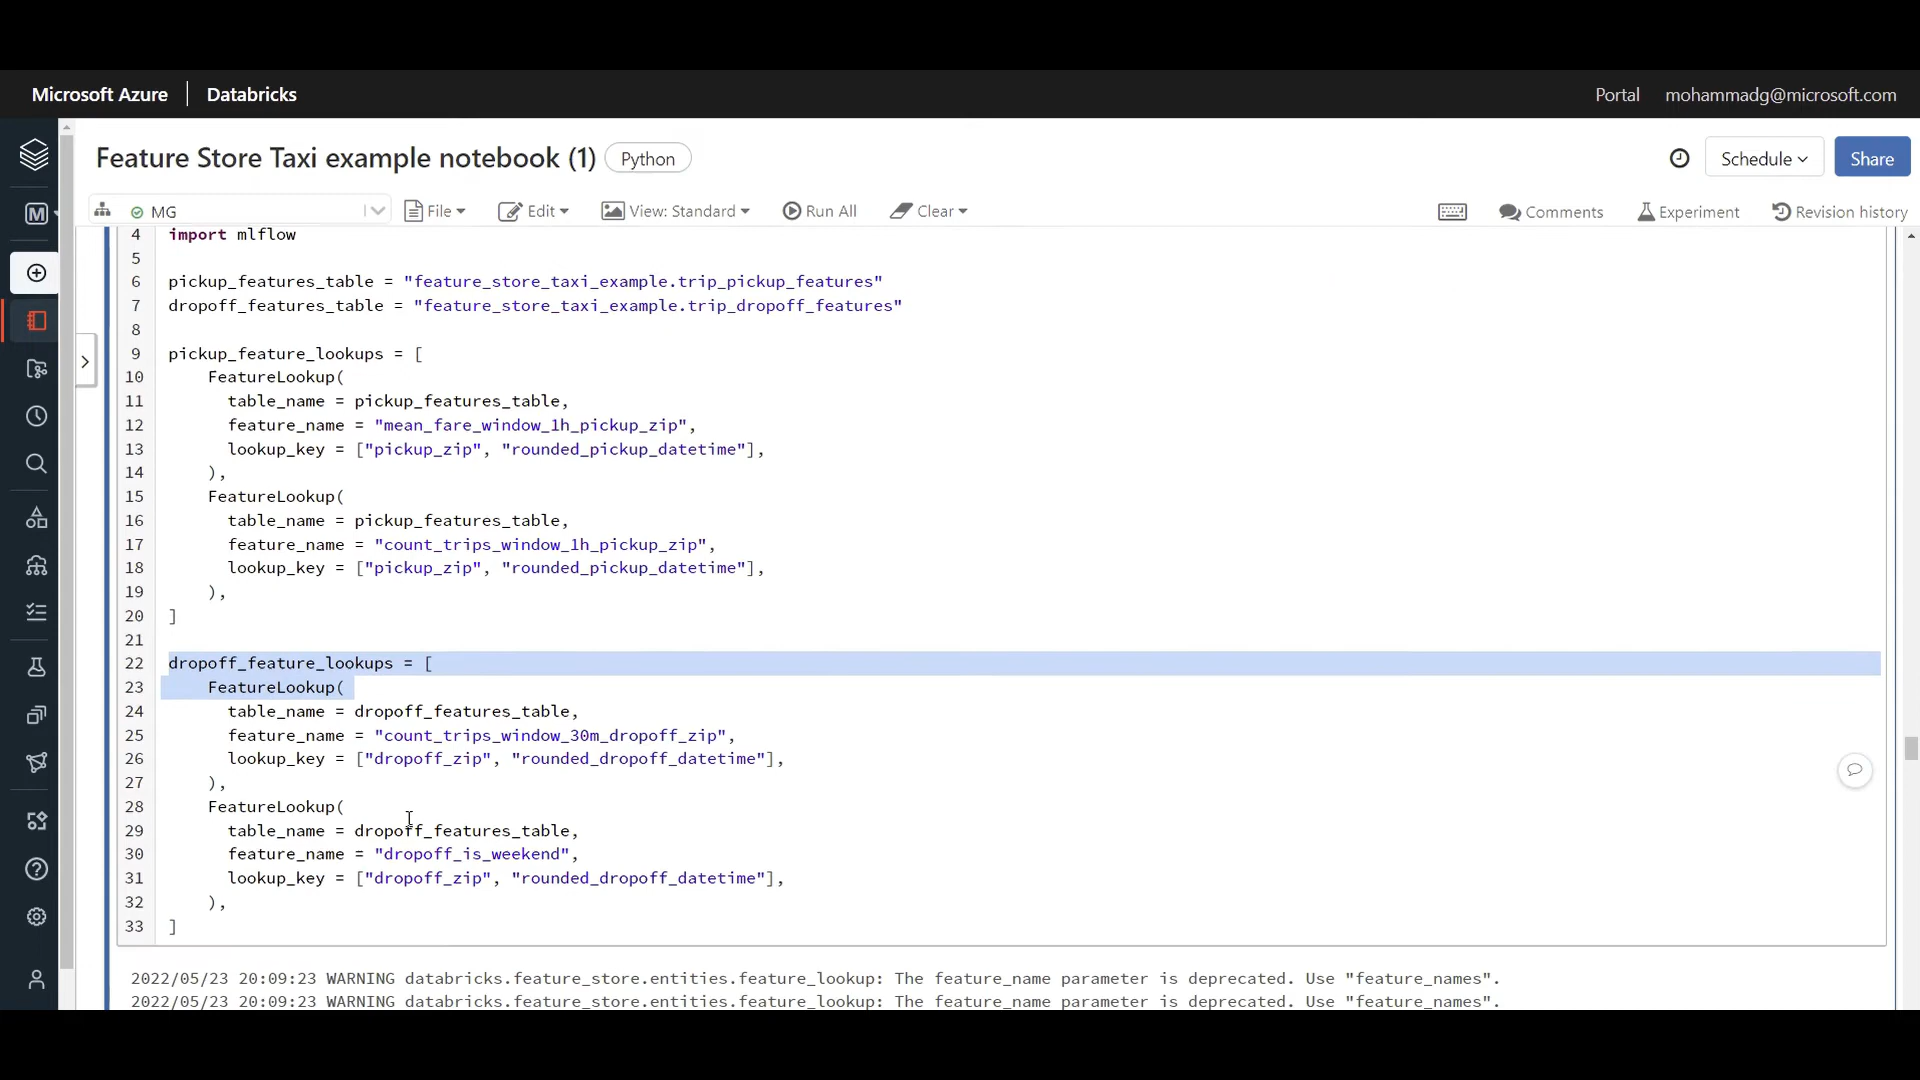 Microsoft Azure | Databricks
Portal mohammadg@microsoft.com
Feature Store Taxi example notebook (1) Python
Schedule Share
M
MG File Edit View: Standard Run All Clear Comments Experiment Revision history
4 import mlflow
5
6 pickup_features_table = "feature_store_taxi_example.trip_pickup_features"
7 dropoff_features_table = "feature_store_taxi_example.trip_dropoff_features"
8
9 pickup_feature_lookups = [
10 FeatureLookup(
11 table_name = pickup_features_table,
12 feature_name = "mean_fare_window_1h_pickup_zip",
13 lookup_key = ["pickup_zip", "rounded_pickup_datetime"],
14 ),
15 FeatureLookup(
16 table_name = pickup_features_table,
17 feature_name = "count_trips_window_1h_pickup_zip",
18 lookup_key = ["pickup_zip", "rounded_pickup_datetime"],
19 ),
20 ]
21
22 dropoff_feature_lookups = [
23 FeatureLookup(
24 table_name = dropoff_features_table,
25 feature_name = "count_trips_window_30m_dropoff_zip",
26 lookup_key = ["dropoff_zip", "rounded_dropoff_datetime"],
27 ),
28 FeatureLookup(
29 table_name = dropoff_features_table,
30 feature_name = "dropoff_is_weekend",
31 lookup_key = ["dropoff_zip", "rounded_dropoff_datetime"],
32 ),
33 ]
2022/05/23 20:09:23 WARNING databricks.feature_store.entities.feature_lookup: The feature_name parameter is deprecated. Use "feature_names".
2022/05/23 20:09:23 WARNING databricks.feature_store.entities.feature_lookup: The feature_name parameter is deprecated. Use "feature_names".